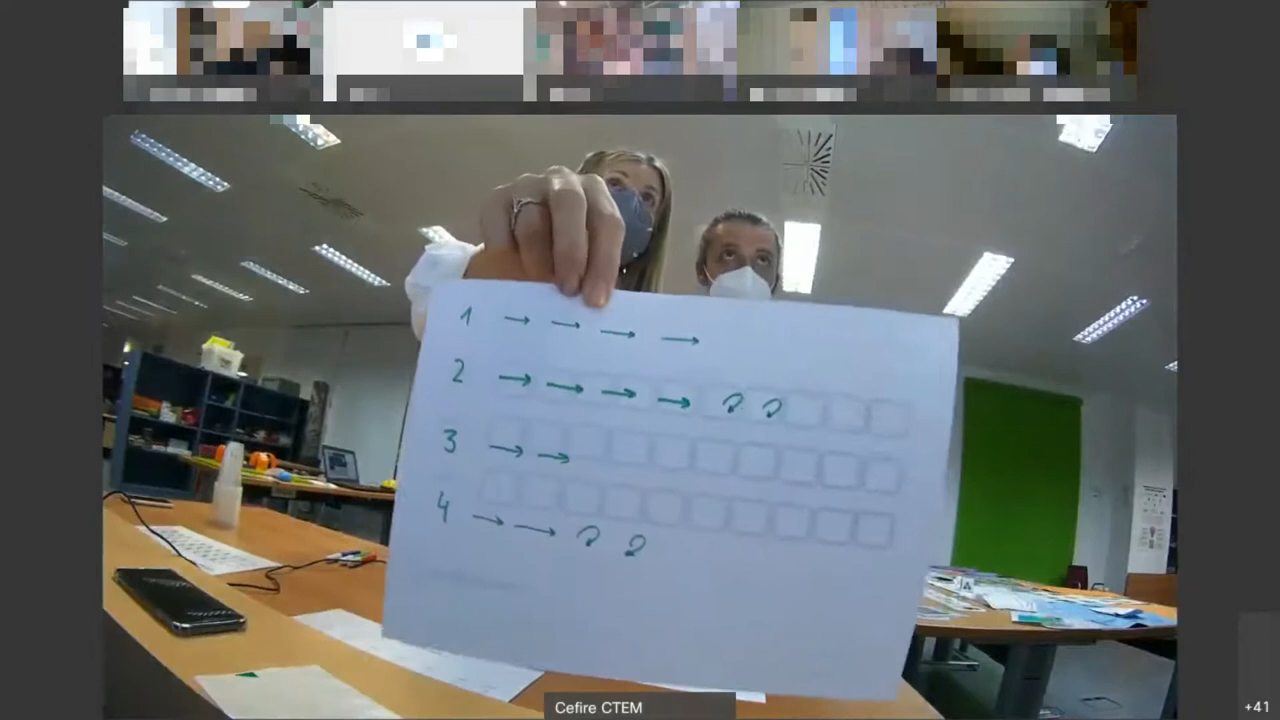 1 → → → →
2 → → → → ↷ ↷
3 → →
4 → → ↷ ↷
Cefire CTEM
+41